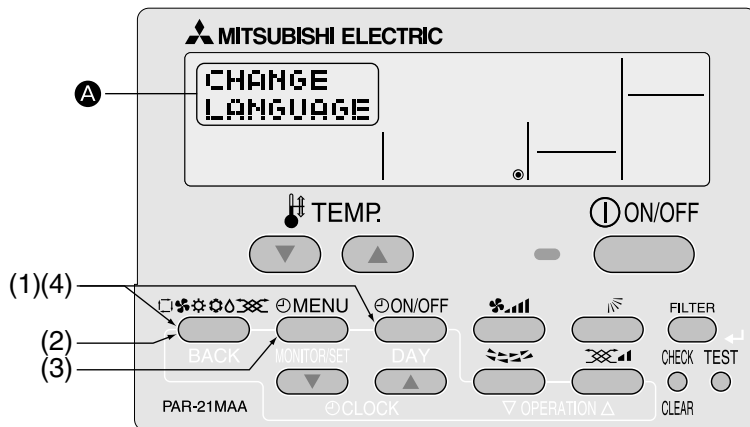 MITSUBISHI ELECTRIC
A
CHANGE
LANGUAGE
TEMP.
ON/OFF
(1)(4)
MENU
ON/OFF
FILTER
(2)
BACK
MONITOR/SET
DAY
CHECK
TEST
(3)
PAR-21MAA
CLOCK
OPERATION
CLEAR